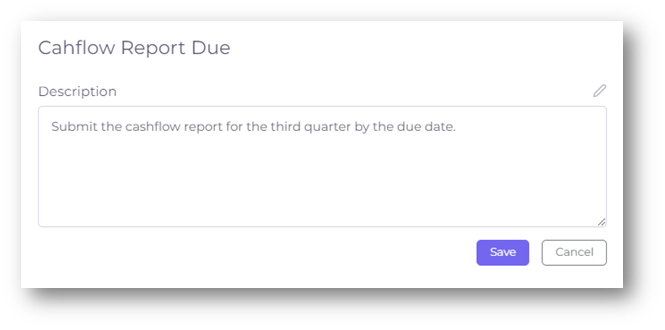 Cahflow Report Due
Description
Submit the cashflow report for the third quarter by the due date.
Save Cancel